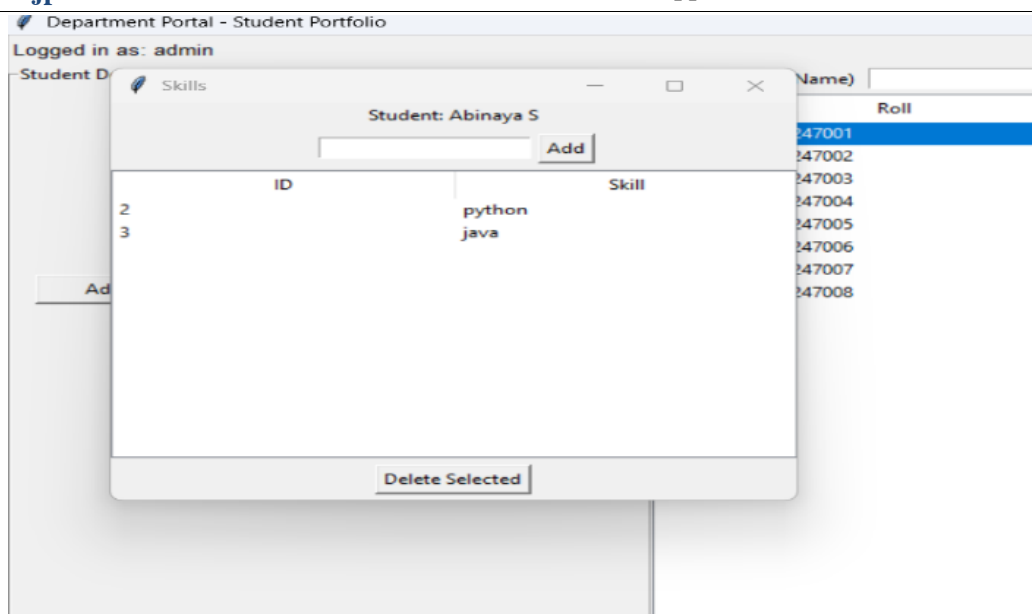 Department Portal - Student Portfolio
Logged in as: admin
Student D
Skills
Name)
Student: Abinaya S
Roll
Add
ID Skill
2 python
3 java
247001
247002
247003
247004
247005
247006
247007
247008
Ad
Delete Selected